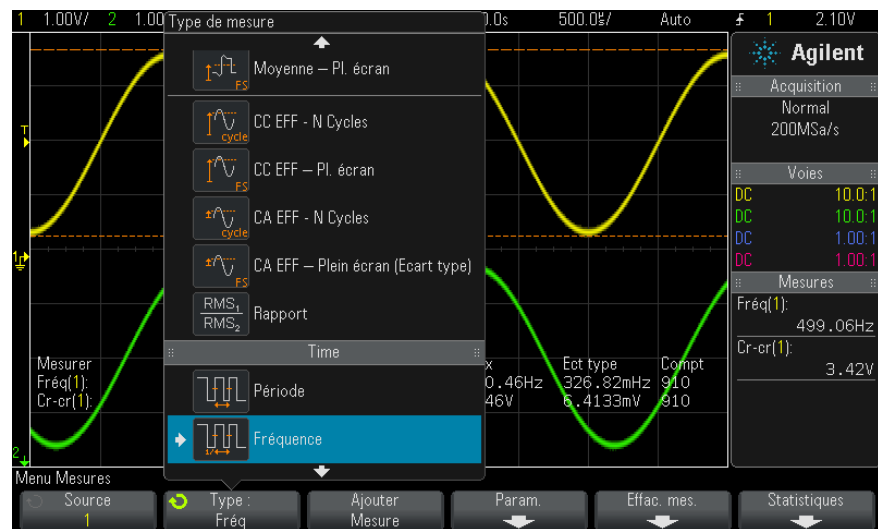 1 1.00V/ 2 1.00 0.0s 500.0㎲/ Auto 1 2.10V
Type de mesure
Moyenne – Pl. écran
FS
CC EFF - N Cycles
cycle
CC EFF – Pl. écran
FS
CA EFF - N Cycles
cycle
CA EFF – Plein écran (Ecart type)
FS
RMS₁
RMS₂
Rapport
Time
Période
Fréquence
1/
T
1
2
Mesurer
Fréq(1):
Cr-cr(1):
x Ect type Compt
0.46Hz 326.82mHz 910
46V 6.4133mV 910
Agilent
Acquisition
Normal
200MSa/s
Voies
DC 10.0:1
DC 10.0:1
DC 1.00:1
DC 1.00:1
Mesures
Fréq(1):
499.06Hz
Cr-cr(1):
3.42V
Menu Mesures
Source
1
Type :
Fréq
Ajouter
Mesure
Param.
Effac. mes.
Statistiques